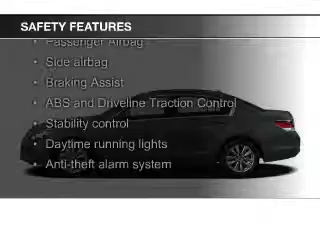 SAFETY FEATURES
• Passenger Airbag
• Side airbag
• Braking Assist
• ABS and Driveline Traction Control
• Stability control
• Daytime running lights
• Anti-theft alarm system